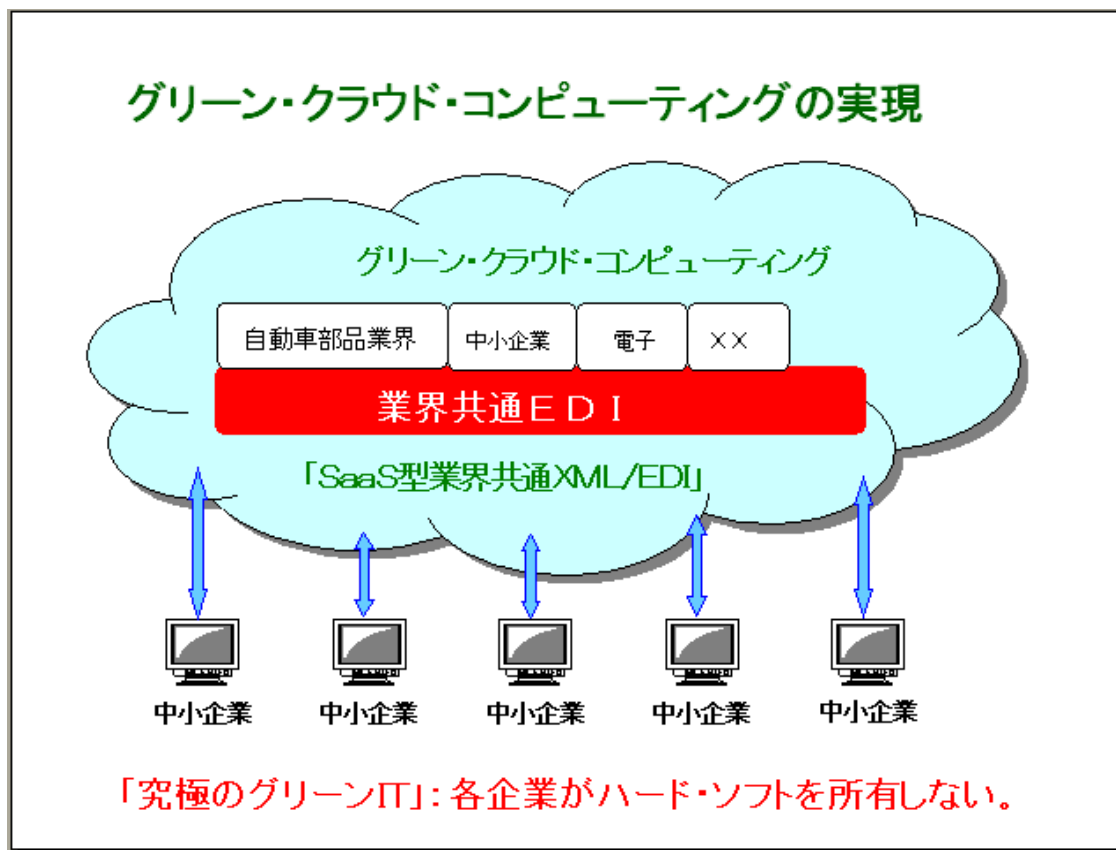 グリーン・クラウド・コンピューティングの実現
グリーン・クラウド・コンピューティング
自動車部品業界 中小企業 電子 ××
業界共通EDI
「SaaS型業界共通XML/EDI」
中小企業 中小企業 中小企業 中小企業 中小企業
「究極のグリーンIT」：各企業がハード・ソフトを所有しない。